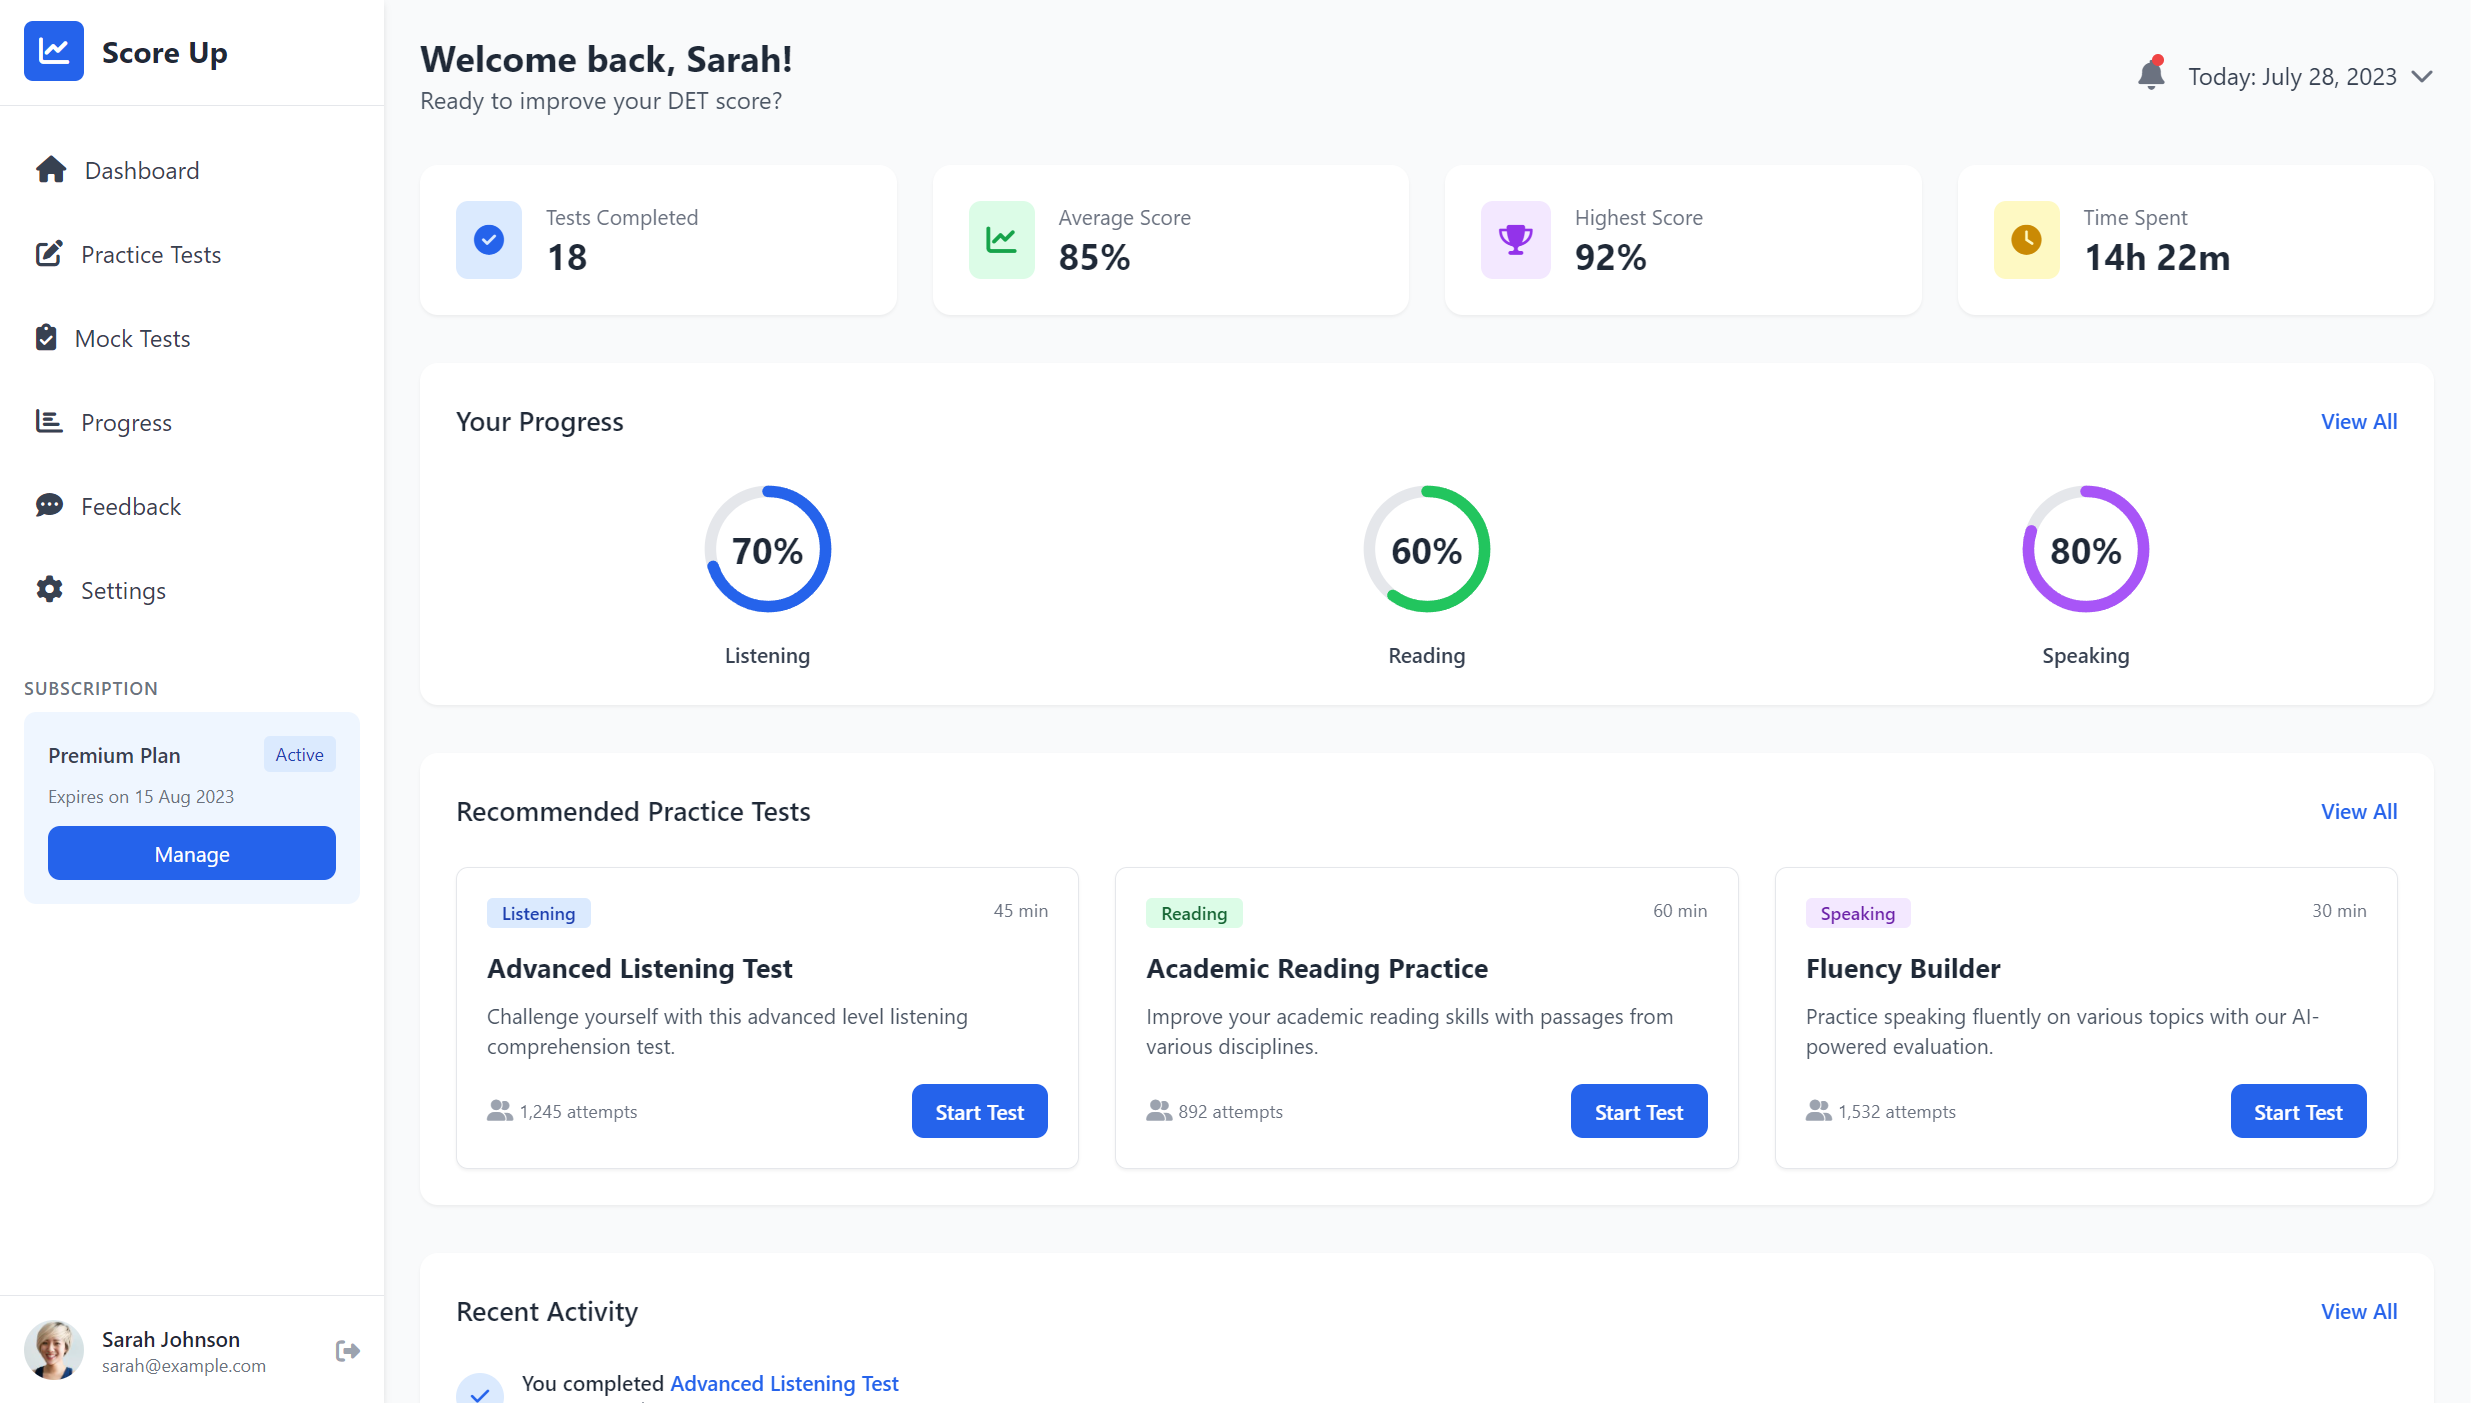 Score Up
Dashboard
Practice Tests
Mock Tests
Progress
Feedback
Settings
SUBSCRIPTION
Premium Plan
Active
Expires on 15 Aug 2023
Manage
Sarah Johnson
sarah@example.com
Welcome back, Sarah!
Ready to improve your DET score?
Today: July 28, 2023
Tests Completed
18
Average Score
85%
Highest Score
92%
Time Spent
14h 22m
Your Progress
View All
70%
Listening
60%
Reading
80%
Speaking
Recommended Practice Tests
View All
Listening
45 min
Advanced Listening Test
Challenge yourself with this advanced level listening
comprehension test.
1,245 attempts
Start Test
Reading
60 min
Academic Reading Practice
Improve your academic reading skills with passages from
various disciplines.
892 attempts
Start Test
Speaking
30 min
Fluency Builder
Practice speaking fluently on various topics with our AI-
powered evaluation.
1,532 attempts
Start Test
Recent Activity
View All
You completed Advanced Listening Test